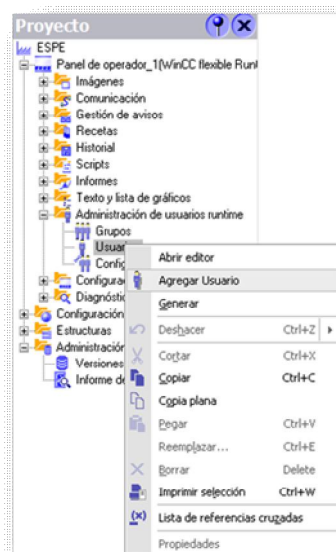 Proyecto
ESPE
Panel de operador_1(WinCC flexible Runt
Imágenes
Comunicación
Gestión de avisos
Recetas
Historial
Scripts
Informes
Texto y lista de gráficos
Administración de usuarios runtime
Grupos
Usuar
Config
Configurac
Diagnóstic
Configuración
Estructuras
Administración
Versiones
Informe de
Abrir editor
Agregar Usuario
Generar
Deshacer Ctrl+Z
Cortar Ctrl+X
Copiar Ctrl+C
Copia plana
Pegar Ctrl+V
Reemplazar... Ctrl+E
Borrar Delete
Imprimir selección Ctrl+W
Lista de referencias cruzadas
Propiedades